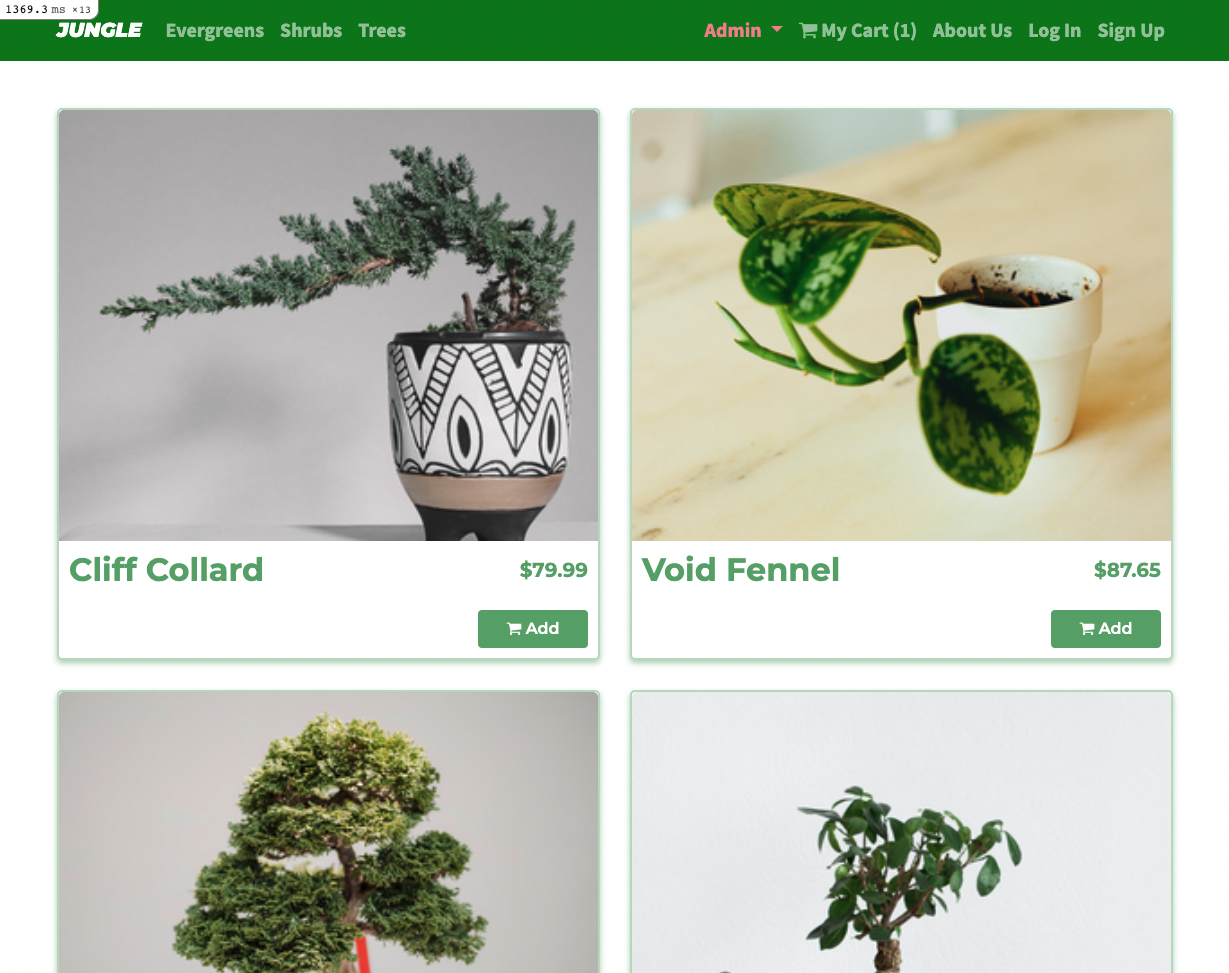 1369.3 ms ×13
JUNGLE Evergreens Shrubs Trees Admin My Cart (1) About Us Log In Sign Up
Cliff Collard $79.99
Add
Void Fennel $87.65
Add